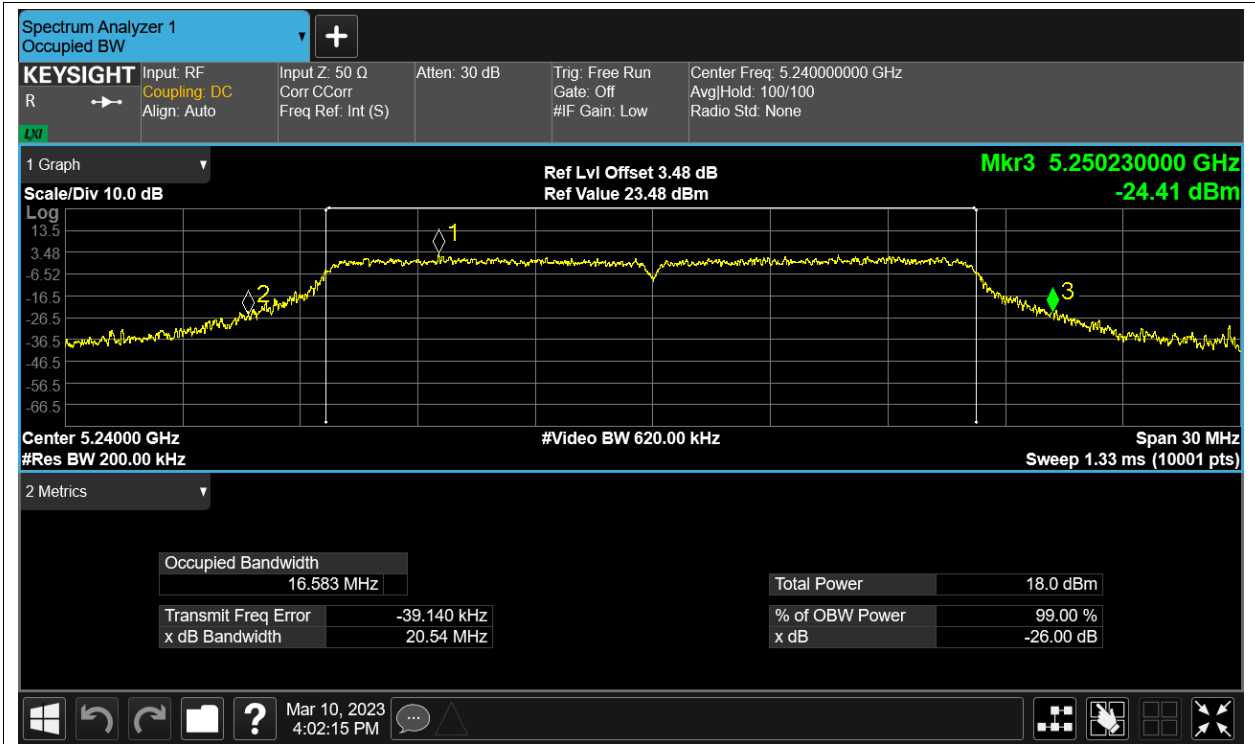 Spectrum Analyzer 1
Occupied BW
+
KEYSIGHT
R
LXI
Input: RF
Coupling: DC
Align: Auto
Input Z: 50 Ω
Corr CCorr
Freq Ref: Int (S)
Atten: 30 dB
Trig: Free Run
Gate: Off
#IF Gain: Low
Center Freq: 5.240000000 GHz
Avg|Hold: 100/100
Radio Std: None
1 Graph
Scale/Div 10.0 dB
Ref Lvl Offset 3.48 dB
Ref Value 23.48 dBm
Mkr3 5.250230000 GHz
-24.41 dBm
Log
13.5
3.48
-6.52
-16.5
-26.5
-36.5
-46.5
-56.5
-66.5
1
2
3
Center 5.24000 GHz
#Res BW 200.00 kHz
#Video BW 620.00 kHz
Span 30 MHz
Sweep 1.33 ms (10001 pts)
2 Metrics
Occupied Bandwidth
16.583 MHz
Transmit Freq Error -39.140 kHz
x dB Bandwidth 20.54 MHz
Total Power 18.0 dBm
% of OBW Power 99.00 %
x dB -26.00 dB
?
Mar 10, 2023
4:02:15 PM